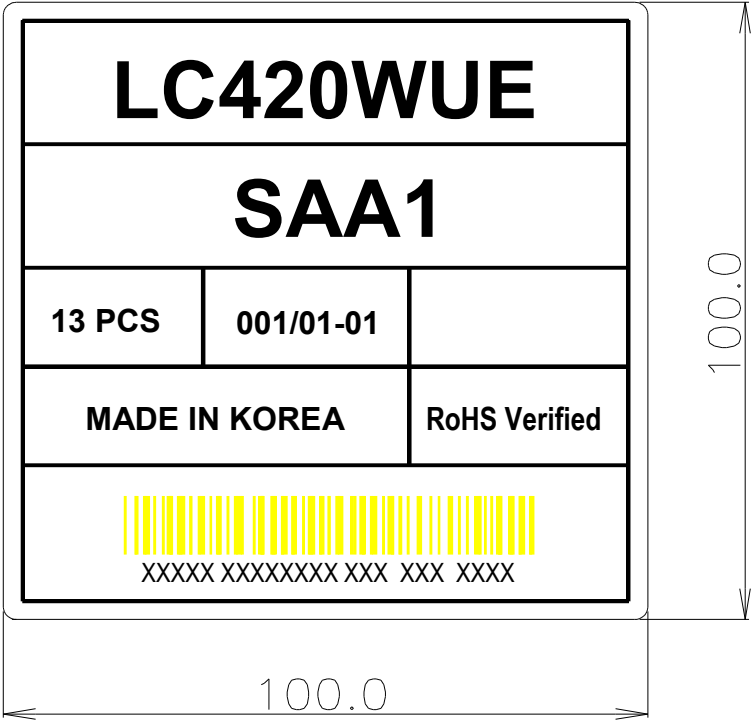 LC420WUE
SAA1
13 PCS 001/01-01
MADE IN KOREA RoHS Verified
XXXXX XXXXXXXX XXX XXX XXXX
100.0
100.0